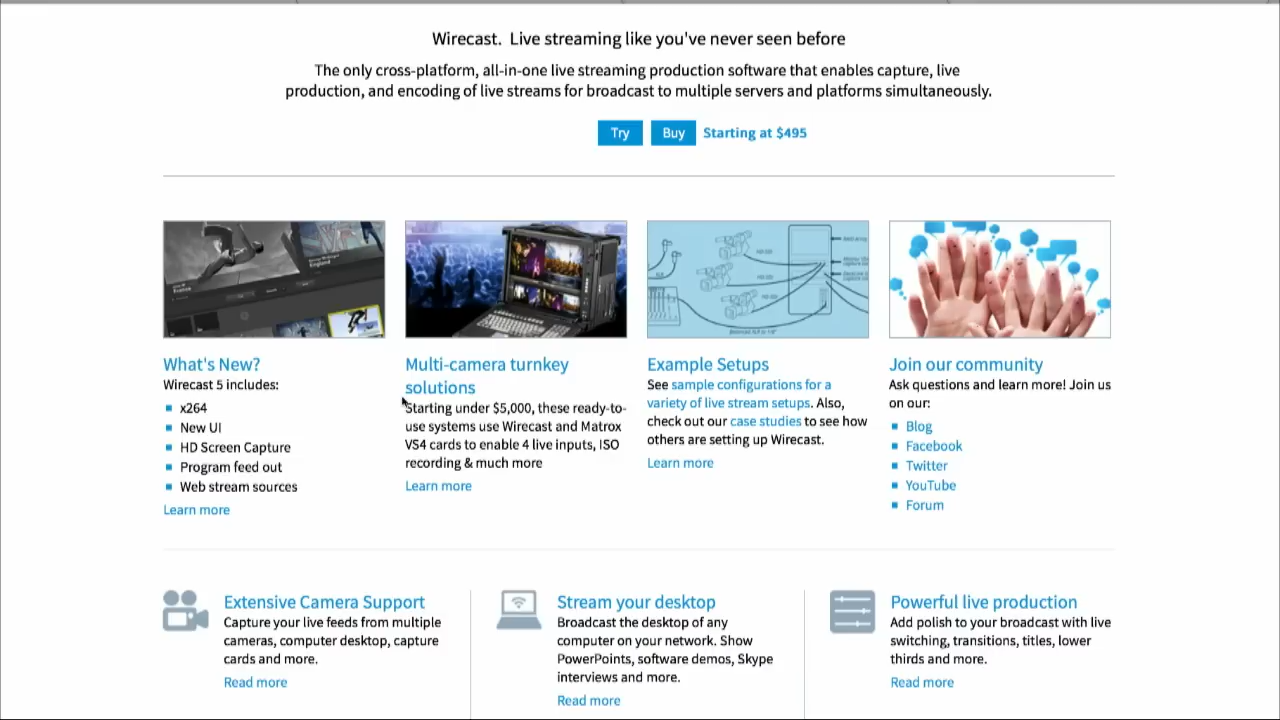 Wirecast. Live streaming like you've never seen before
The only cross-platform, all-in-one live streaming production software that enables capture, live
production, and encoding of live streams for broadcast to multiple servers and platforms simultaneously.
Try Buy Starting at $495
What's New?
Wirecast 5 includes:
x264
New UI
HD Screen Capture
Program feed out
Web stream sources
Learn more
Multi-camera turnkey
solutions
Starting under $5,000, these ready-to-
use systems use Wirecast and Matrox
VS4 cards to enable 4 live inputs, ISO
recording & much more
Learn more
Example Setups
See sample configurations for a
variety of live stream setups. Also,
check out our case studies to see how
others are setting up Wirecast.
Learn more
Join our community
Ask questions and learn more! Join us
on our:
Blog
Facebook
Twitter
YouTube
Forum
Extensive Camera Support
Capture your live feeds from multiple
cameras, computer desktop, capture
cards and more.
Read more
Stream your desktop
Broadcast the desktop of any
computer on your network. Show
PowerPoints, software demos, Skype
interviews and more.
Read more
Powerful live production
Add polish to your broadcast with live
switching, transitions, titles, lower
thirds and more.
Read more